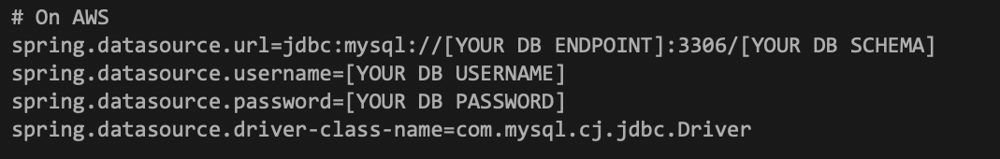 # On AWS
spring.datasource.url=jdbc:mysql://[YOUR DB ENDPOINT]:3306/[YOUR DB SCHEMA]
spring.datasource.username=[YOUR DB USERNAME]
spring.datasource.password=[YOUR DB PASSWORD]
spring.datasource.driver-class-name=com.mysql.cj.jdbc.Driver